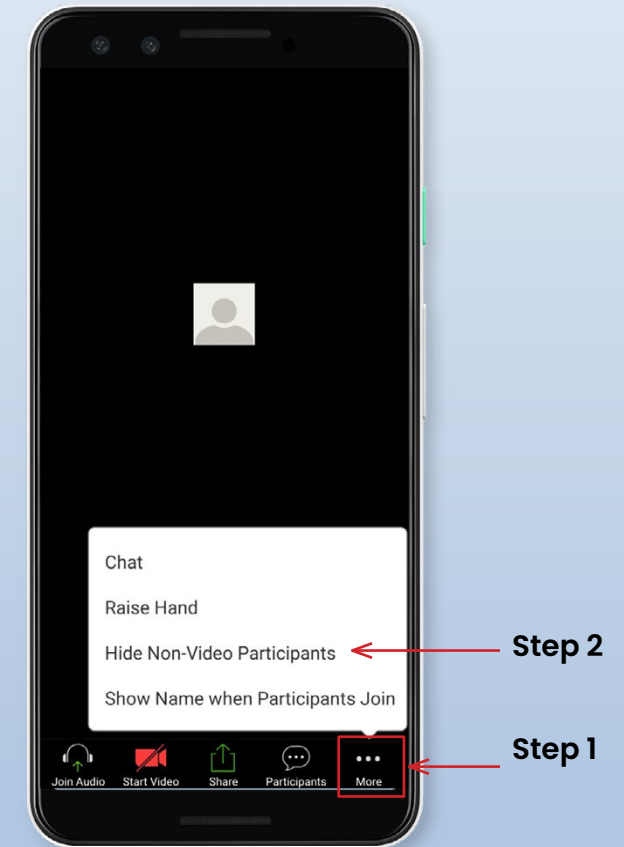 Chat
Raise Hand
Hide Non-Video Participants
Step 2
Show Name when Participants Join
Step 1
Join Audio Start Video Share Participants More